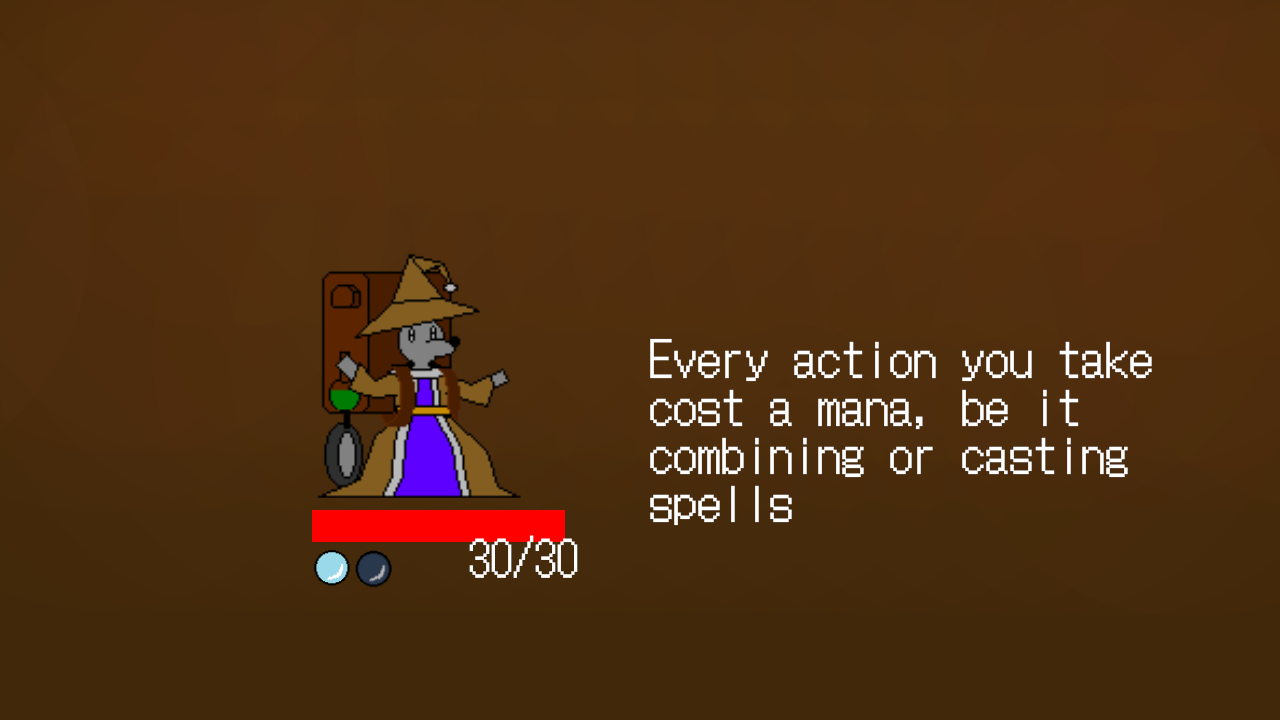 Every action you take
cost a mana, be it
combining or casting
spells
30/30